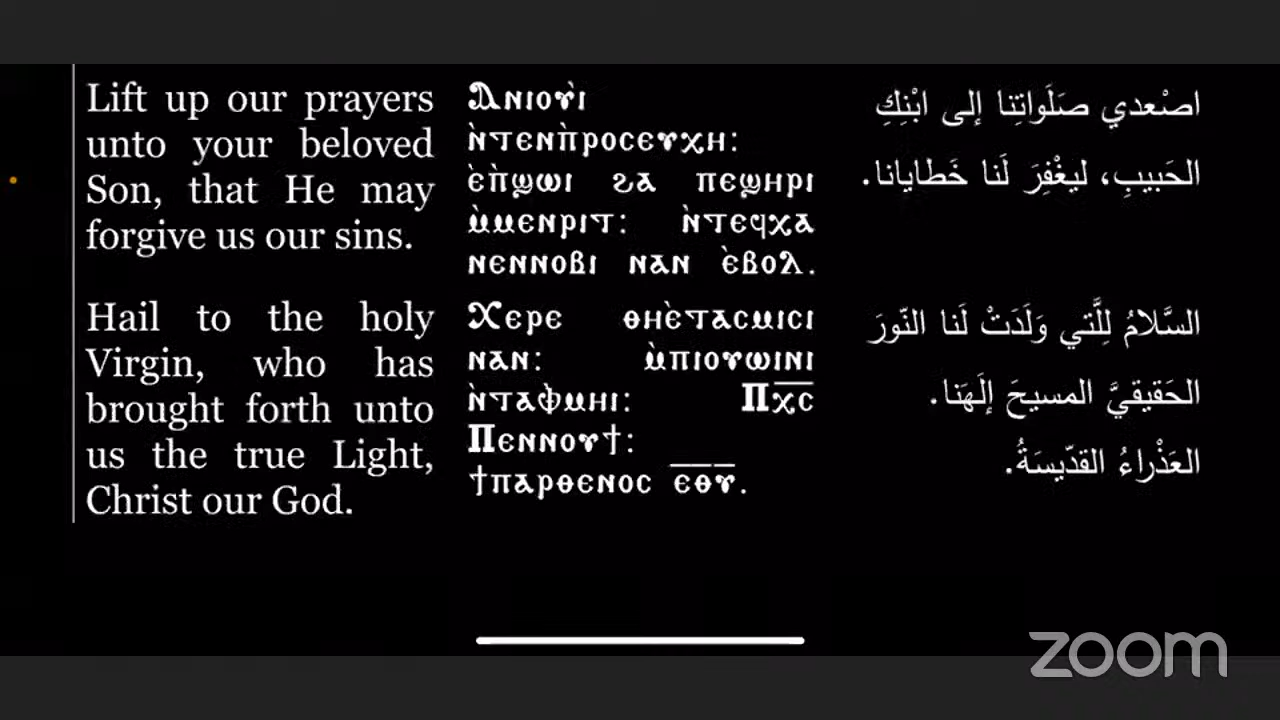 Lift up our prayers
unto your beloved
Son, that He may
forgive us our sins.
Ⲁⲛⲓⲟⲩ̀ⲓ
ⲛ̀ⲧⲉⲛⲡ̀ⲣⲟⲥⲉⲩⲭⲏ:
ⲉ̀ⲡ̀ϣⲱⲓ ϩⲁ ⲡⲉϣⲏⲣⲓ
ⲙ̀ⲙⲉⲛⲣⲓⲧ: ⲛ̀ⲧⲉϥⲭⲁ
ⲛⲉⲛⲛⲟⲃⲓ ⲛⲁⲛ ⲉ̀ⲃⲟⲗ.
اصْعدي صَلَواتِنا إلى ابْنِكِ
الحَبيبِ، ليغْفِرَ لَنا خَطايانا.
Hail to the holy
Virgin, who has
brought forth unto
us the true Light,
Christ our God.
Ⲭⲉⲣⲉ ⲑⲏⲉ̀ⲧⲁⲥⲙⲓⲥⲓ
ⲛⲁⲛ: ⲙ̀ⲡⲓⲟⲩⲱⲓⲛⲓ
ⲛ̀ⲧⲁⲫ̀ⲙⲏⲓ: Ⲡⲭ̅ⲥ̅
Ⲡⲉⲛⲛⲟⲩϯ:
ϯⲡⲁⲣⲑⲉⲛⲟⲥ ⲉ̅ⲑ̅ⲩ̅.
السَّلامُ لِلَّتي وَلَدَتْ لَنا النّورَ
الحَقيقيَّ المسيحَ إلَهَنا.
العَذْراءُ القدّيسَةُ.
zoom